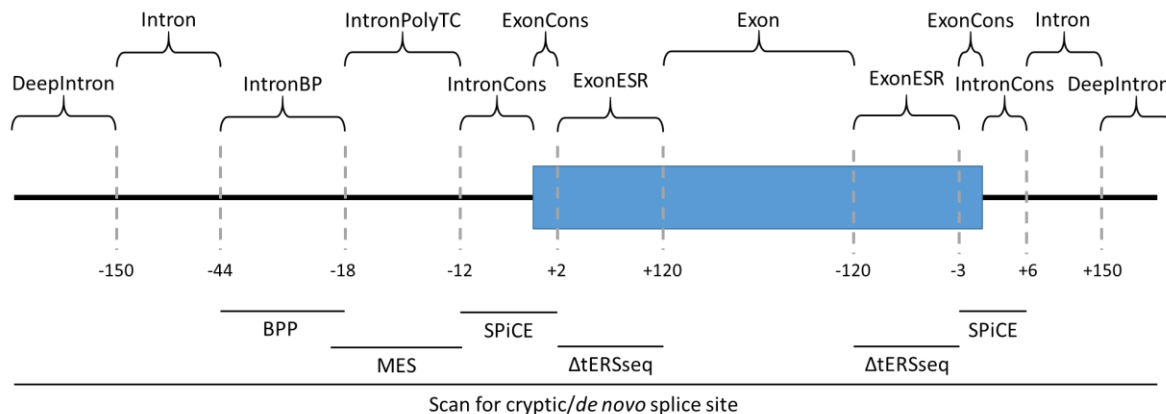 Intron IntronPolyTC ExonCons Exon ExonCons Intron
DeepIntron IntronBP IntronCons ExonESR ExonESR IntronCons DeepIntron
-150 -44 -18 -12 +2 +120 -120 -3 +6 +150
BPP SPiCE SPiCE
MES ΔtERSseq ΔtERSseq
Scan for cryptic/de novo splice site